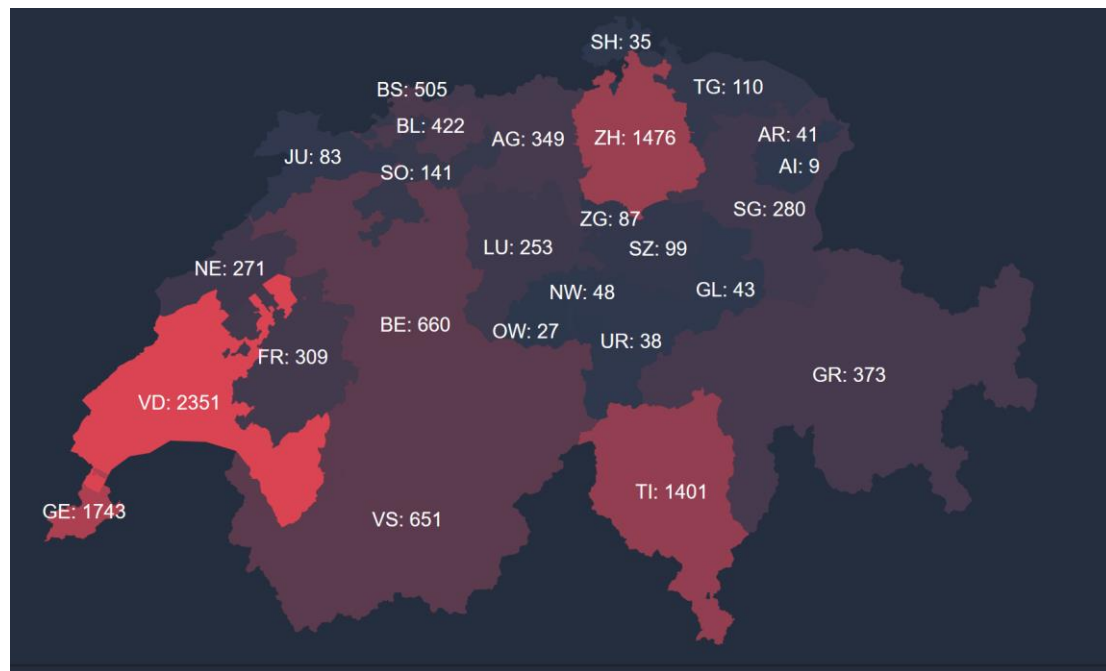 SH: 35
BS: 505
TG: 110
BL: 422
AG: 349
ZH: 1476
AR: 41
JU: 83
SO: 141
AI: 9
ZG: 87
SG: 280
LU: 253
SZ: 99
NE: 271
NW: 48
GL: 43
BE: 660
OW: 27
UR: 38
FR: 309
GR: 373
VD: 2351
TI: 1401
GE: 1743
VS: 651